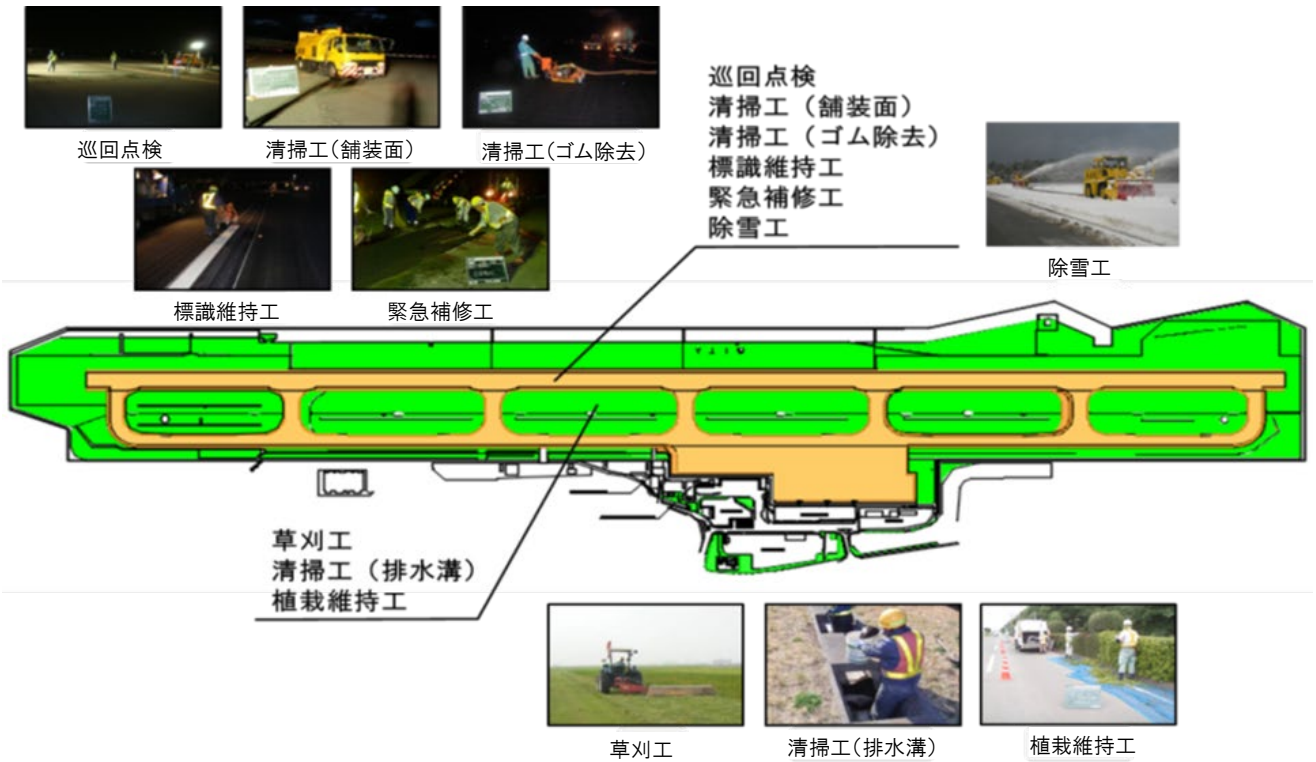 巡回点検
清掃工(舗装面)
清掃工(ゴム除去)
標識維持工
緊急補修工
巡回点検
清掃工（舗装面）
清掃工（ゴム除去）
標識維持工
緊急補修工
除雪工
除雪工
草刈工
清掃工（排水溝）
植栽維持工
草刈工
清掃工(排水溝)
植栽維持工